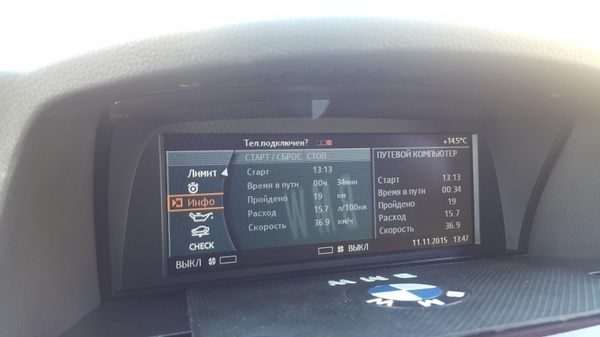 Тел.подключен? +14.5°C
СТАРТ / СБРОС СТОП
ПУТЕВОЙ КОМПЬЮТЕР
Лимит
Инфо
CHECK
Старт 13:13
Время в пути 00ч 34мин
Пройдено 19 км
Расход 15.7 л/100км
Скорость 36.9 км/ч
Старт 13:13
Время в пути 00:34
Пройдено 19
Расход 15.7
Скорость 36.9
ВЫКЛ ВЫКЛ 11.11.2015 13:47
B M W